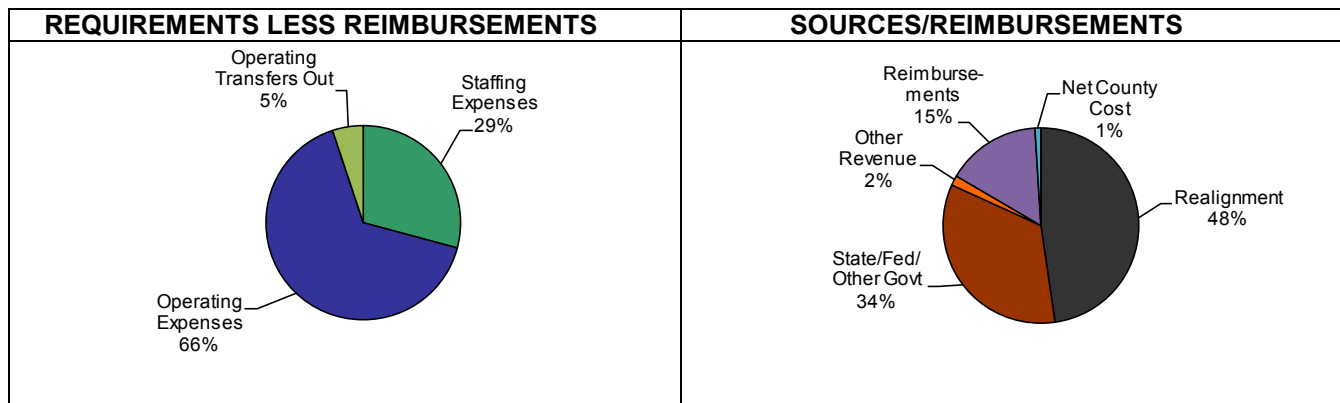 REQUIREMENTS LESS REIMBURSEMENTS
Operating
Transfers Out
5%
Staffing
Expenses
29%
Operating
Expenses
66%
SOURCES/REIMBURSEMENTS
Reimburse-
ments
15%
Net County
Cost
1%
Other
Revenue
2%
Realignment
48%
State/Fed/
Other Govt
34%